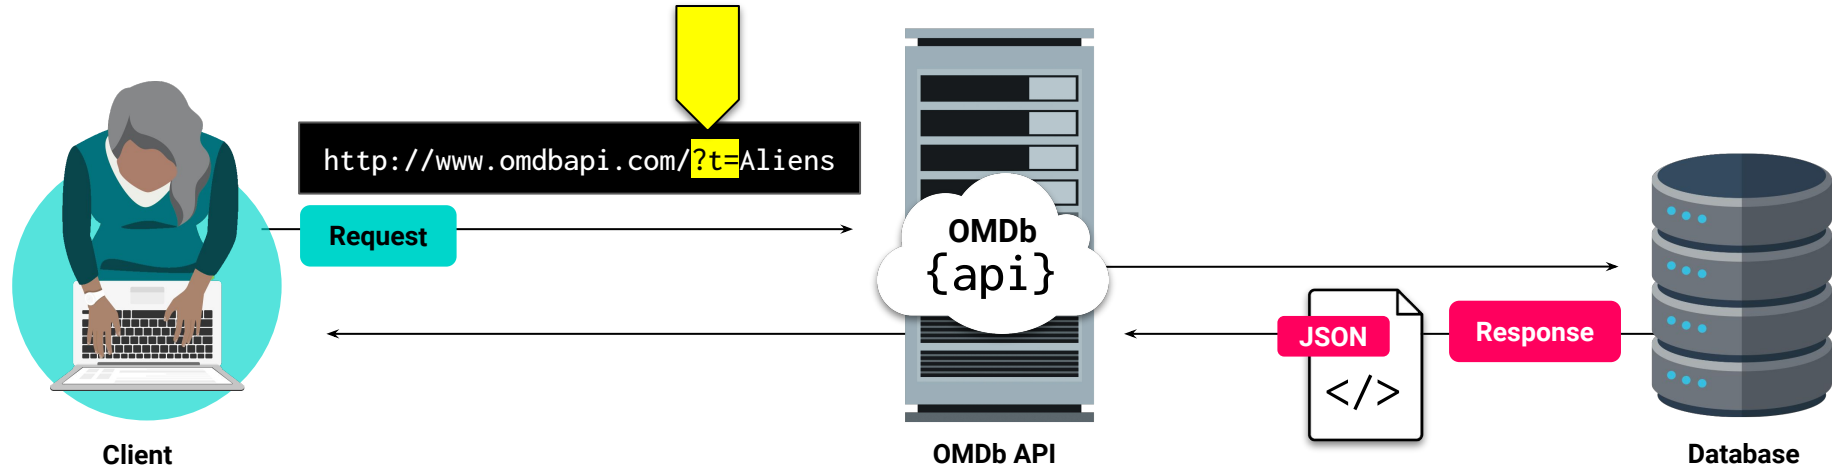 http://www.omdbapi.com/?t=Aliens
Request
OMDb
{api}
JSON
</>
Response
Client
OMDb API
Database